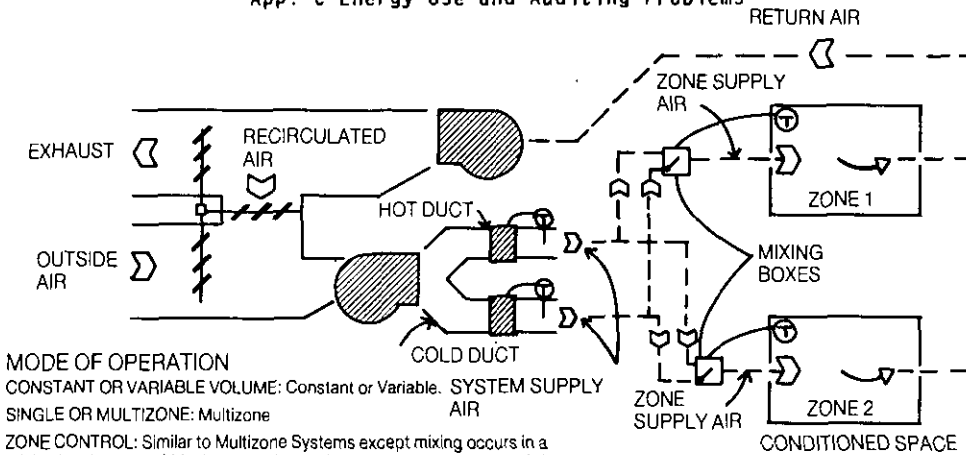 App. C Energy Use and Auditing Problems
RETURN AIR
ZONE SUPPLY
AIR
EXHAUST
RECIRCULATED
AIR
T
HOT DUCT
T
ZONE 1
OUTSIDE
AIR
T
MIXING
BOXES
T
COLD DUCT
MODE OF OPERATION
CONSTANT OR VARIABLE VOLUME: Constant or Variable.
SYSTEM SUPPLY
AIR
SINGLE OR MULTIZONE: Multizone
ZONE
SUPPLY AIR
ZONE 2
ZONE CONTROL: Similar to Multizone Systems except mixing occurs in a
CONDITIONED SPACE